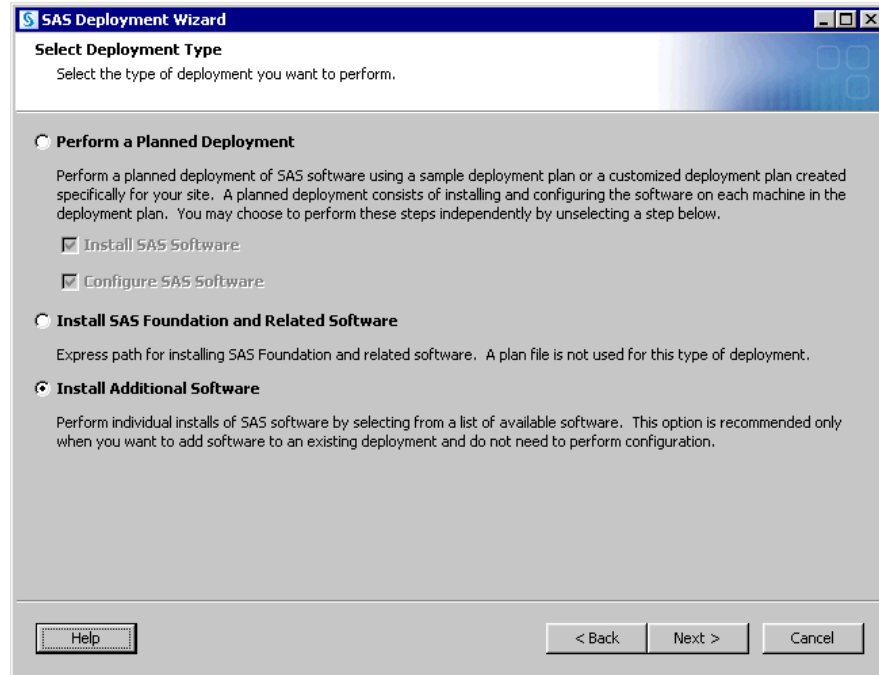 SAS Deployment Wizard
Select Deployment Type
Select the type of deployment you want to perform.
Perform a Planned Deployment
Perform a planned deployment of SAS software using a sample deployment plan or a customized deployment plan created
specifically for your site. A planned deployment consists of installing and configuring the software on each machine in the
deployment plan. You may choose to perform these steps independently by unselecting a step below.
Install SAS Software
Configure SAS Software
Install SAS Foundation and Related Software
Express path for installing SAS Foundation and related software. A plan file is not used for this type of deployment.
Install Additional Software
Perform individual installs of SAS software by selecting from a list of available software. This option is recommended only
when you want to add software to an existing deployment and do not need to perform configuration.
Help
< Back
Next >
Cancel